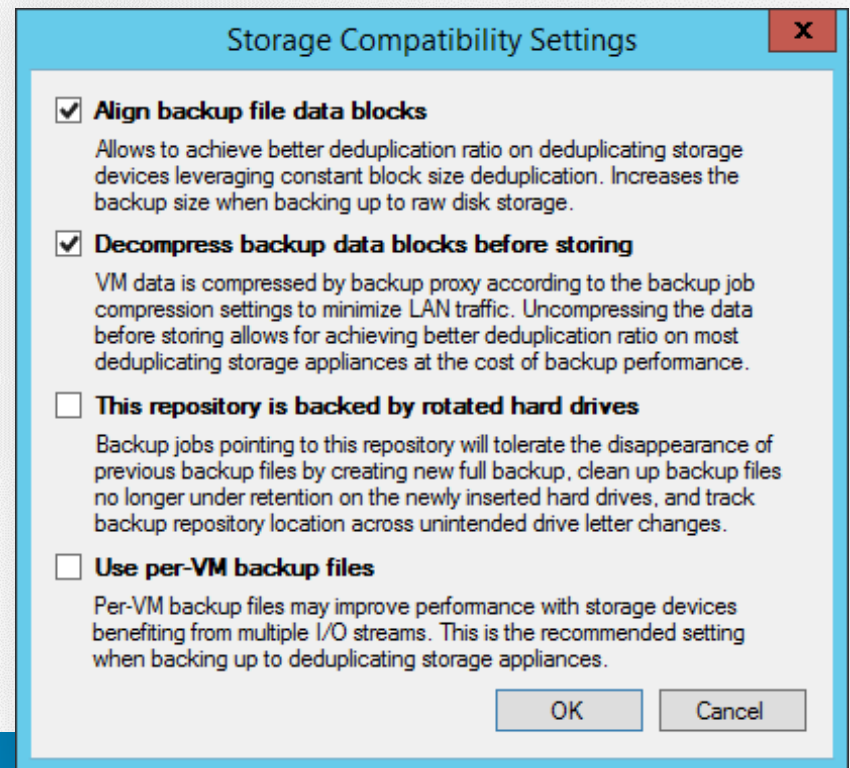 Storage Compatibility Settings
x
Align backup file data blocks
Allows to achieve better deduplication ratio on deduplicating storage
devices leveraging constant block size deduplication. Increases the
backup size when backing up to raw disk storage.
Decompress backup data blocks before storing
VM data is compressed by backup proxy according to the backup job
compression settings to minimize LAN traffic. Uncompressing the data
before storing allows for achieving better deduplication ratio on most
deduplicating storage appliances at the cost of backup performance.
This repository is backed by rotated hard drives
Backup jobs pointing to this repository will tolerate the disappearance of
previous backup files by creating new full backup, clean up backup files
no longer under retention on the newly inserted hard drives, and track
backup repository location across unintended drive letter changes.
Use per-VM backup files
Per-VM backup files may improve performance with storage devices
benefiting from multiple I/O streams. This is the recommended setting
when backing up to deduplicating storage appliances.
OK Cancel